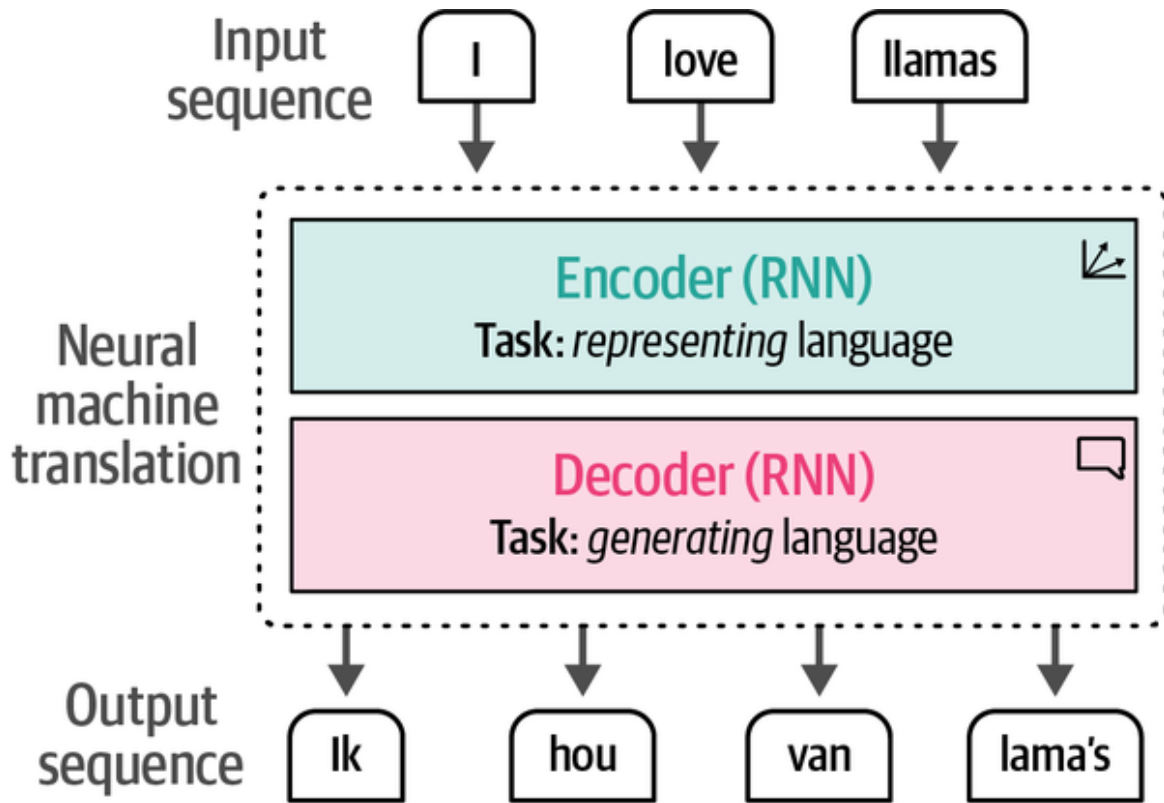 Input
sequence
I
love
llamas
Neural
machine
translation
Encoder (RNN)
Task: representing language
Decoder (RNN)
Task: generating language
Output
sequence
Ik
hou
van
lama's